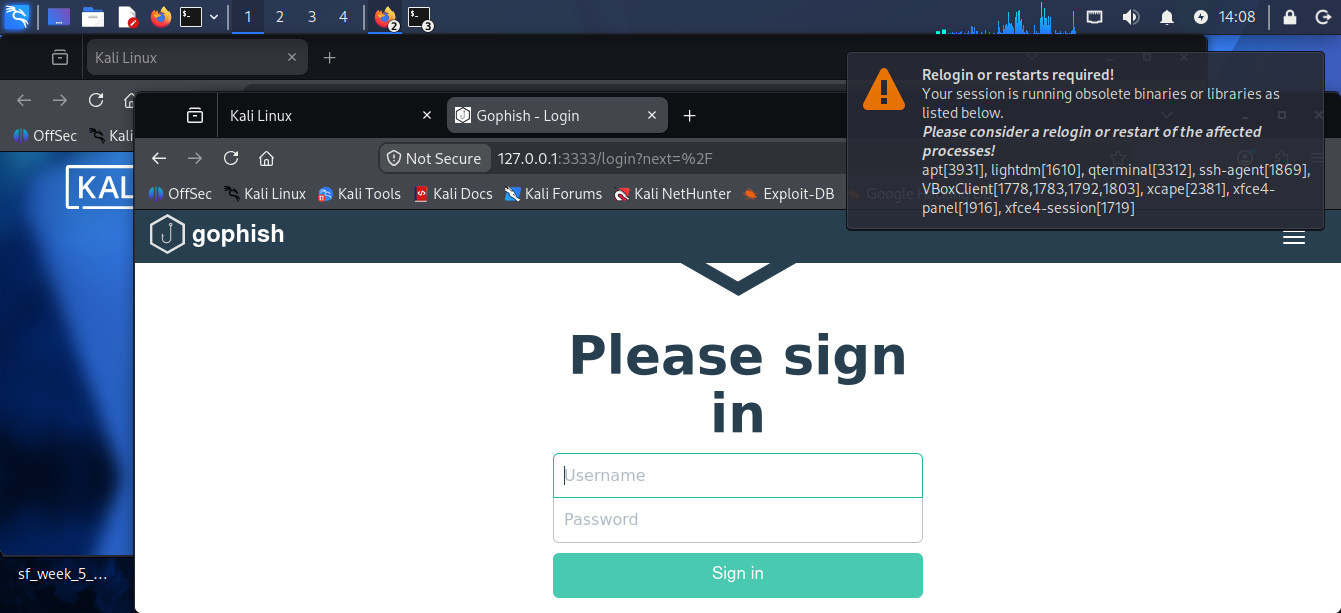 1 2 3 4
2
3
14:08
Kali Linux
Relogin or restarts required!
Your session is running obsolete binaries or libraries as
listed below.
Please consider a relogin or restart of the affected
processes!
apt[3931], lightdm[1610], qterminal[3312], ssh-agent[1869],
VBoxClient[1778,1783,1792,1803], xcape[2381], xfce4-
panel[1916], xfce4-session[1719]
OffSec Kali
KAL
Kali Linux
Gophish - Login
Not Secure 127.0.0.1:3333/login?next=%2F
OffSec Kali Linux Kali Tools Kali Docs Kali Forums Kali NetHunter Exploit-DB
gophish
Please sign
in
Username
Password
Sign in
sf_week_5_...